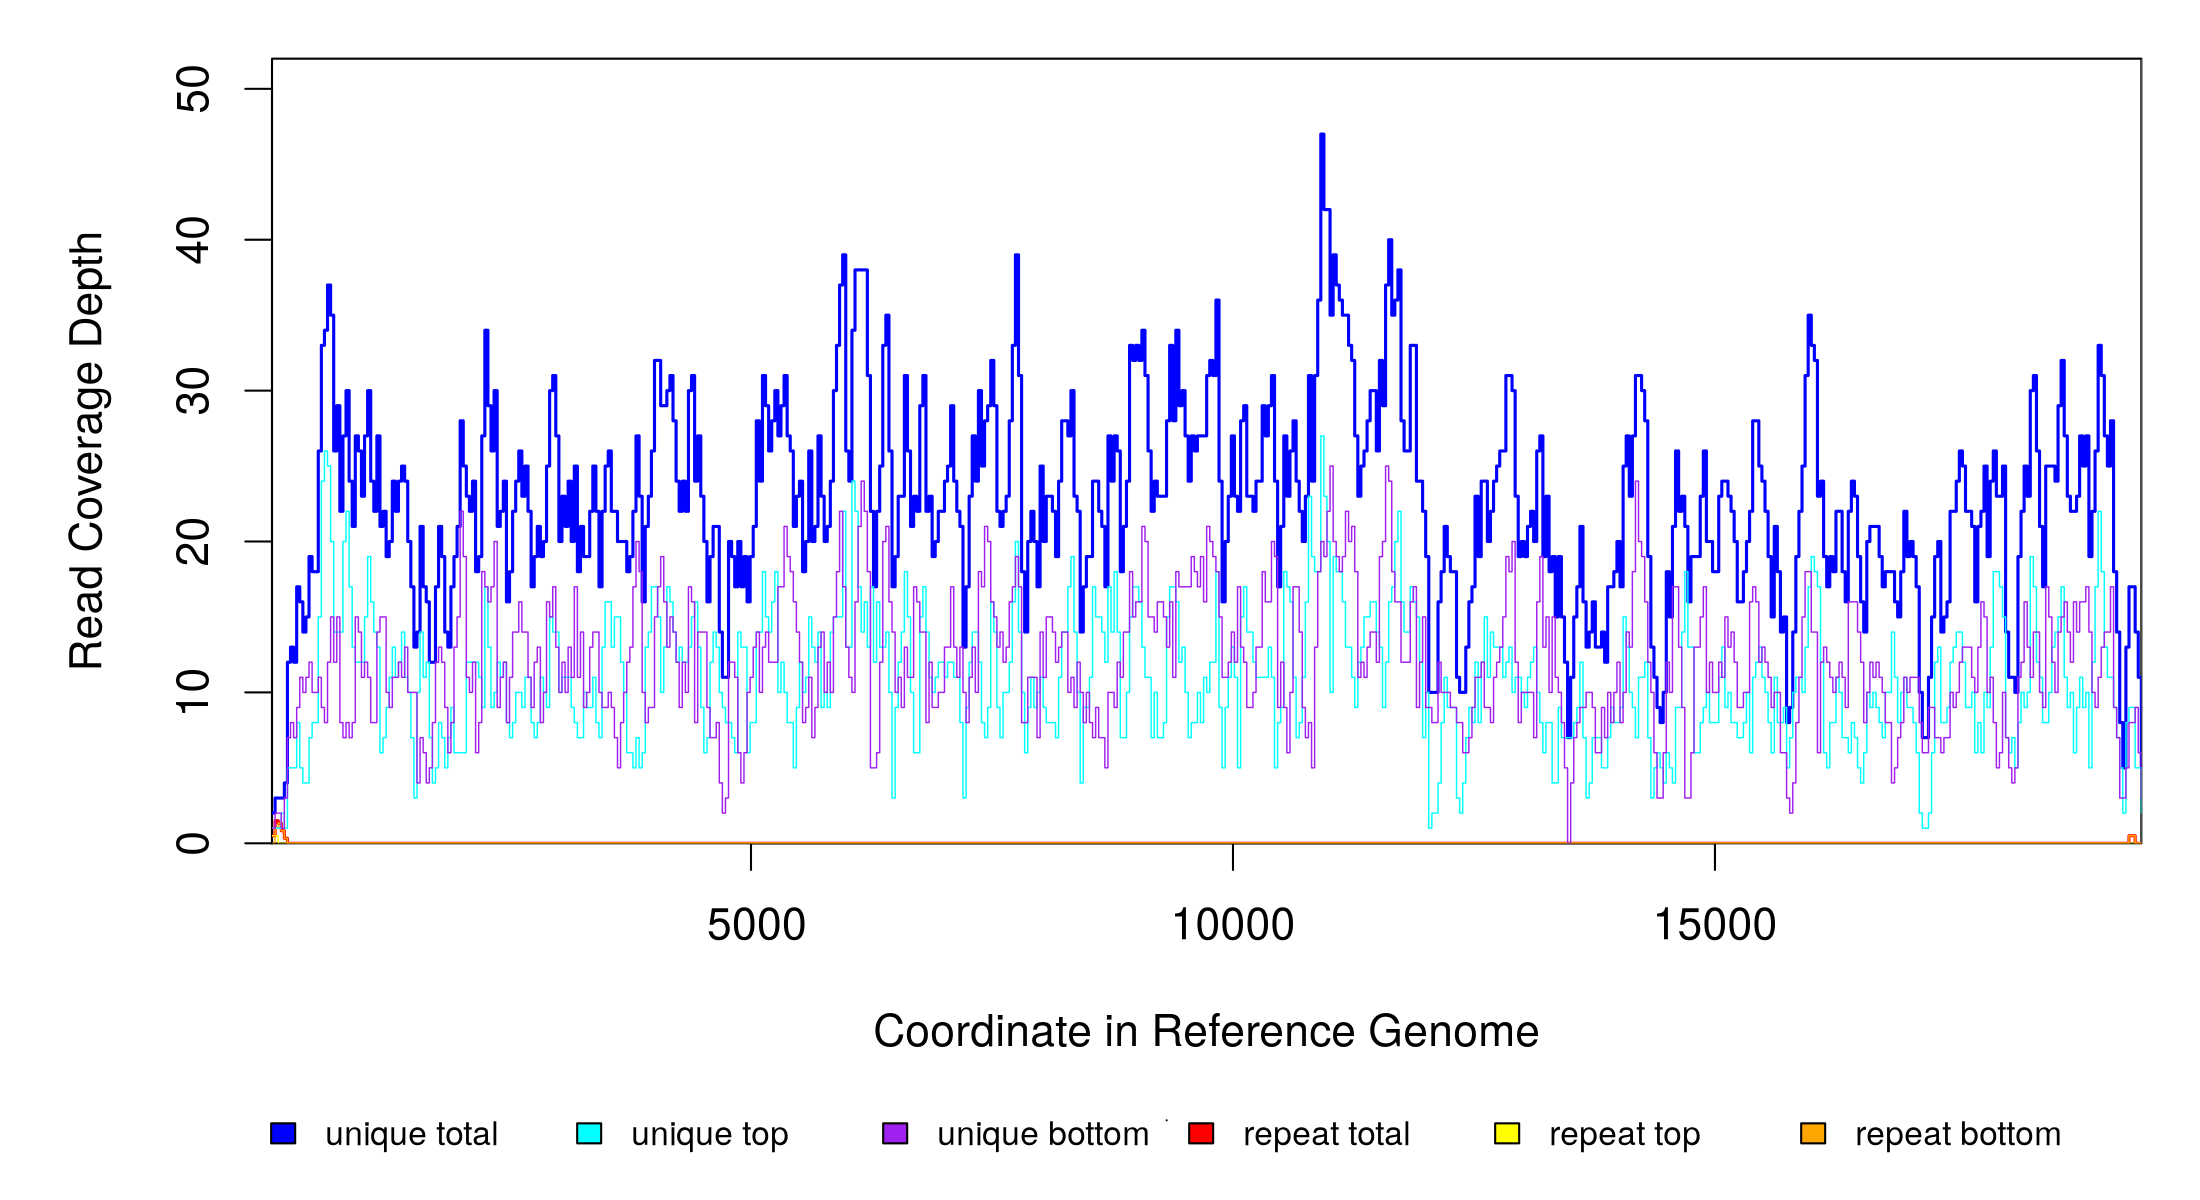 50
40
30
20
10
0
Read Coverage Depth
5000 10000 15000
Coordinate in Reference Genome
unique total unique top unique bottom repeat total repeat top repeat bottom